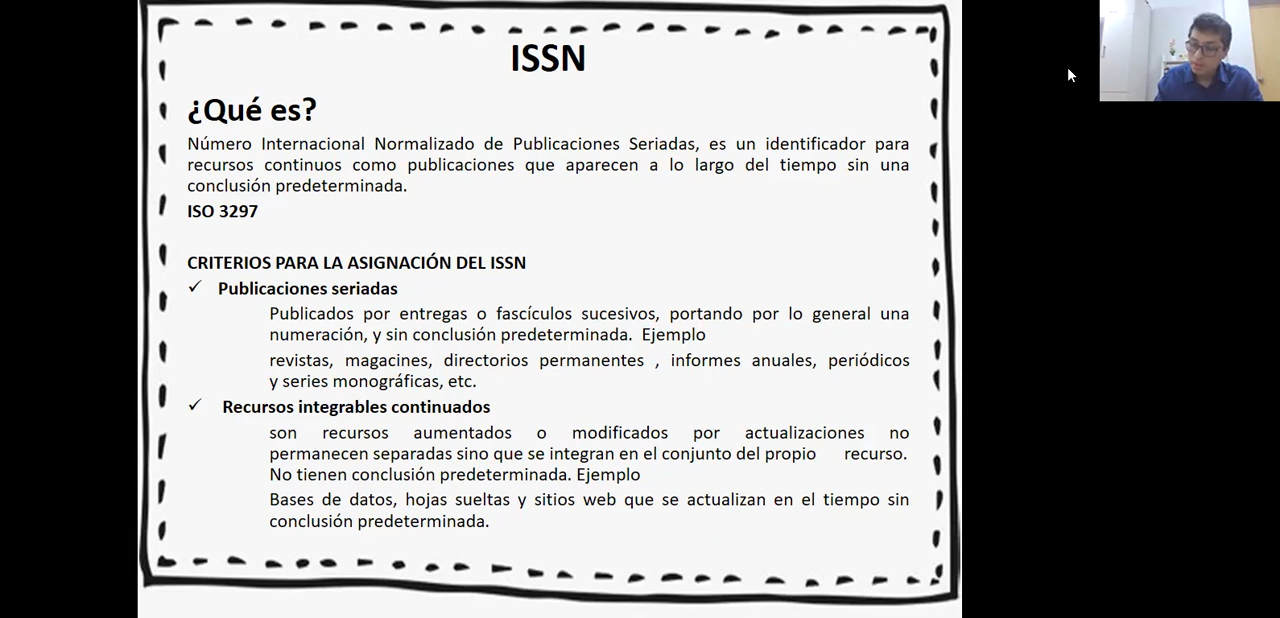 ISSN
¿Qué es?
Número Internacional Normalizado de Publicaciones Seriadas, es un identificador para
recursos continuos como publicaciones que aparecen a lo largo del tiempo sin una
conclusión predeterminada.
ISO 3297
CRITERIOS PARA LA ASIGNACIÓN DEL ISSN
✓ Publicaciones seriadas
Publicados por entregas o fascículos sucesivos, portando por lo general una
numeración, y sin conclusión predeterminada. Ejemplo
revistas, magacines, directorios permanentes , informes anuales, periódicos
y series monográficas, etc.
✓ Recursos integrables continuados
son recursos aumentados o modificados por actualizaciones no
permanecen separadas sino que se integran en el conjunto del propio recurso.
No tienen conclusión predeterminada. Ejemplo
Bases de datos, hojas sueltas y sitios web que se actualizan en el tiempo sin
conclusión predeterminada.